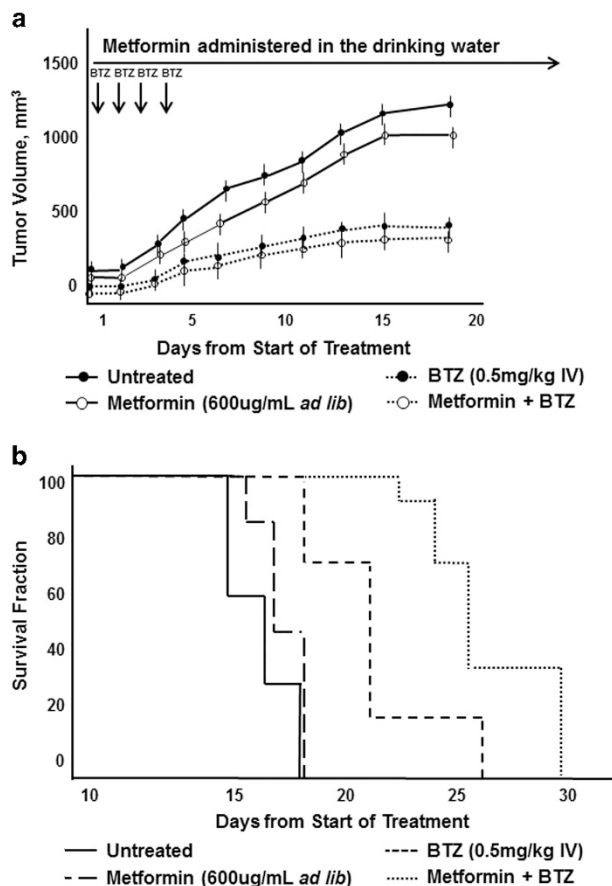 a
Metformin administered in the drinking water
1500
BTZ BTZ BTZ BTZ
1000
500
0
Tumor Volume, mm³
1 5 10 15 20
Days from Start of Treatment
Untreated BTZ (0.5mg/kg IV)
Metformin (600ug/mL ad lib) Metformin + BTZ
b
100
80
60
40
20
0
Survival Fraction
10 15 20 25 30
Days from Start of Treatment
Untreated BTZ (0.5mg/kg IV)
Metformin (600ug/mL ad lib) Metformin + BTZ